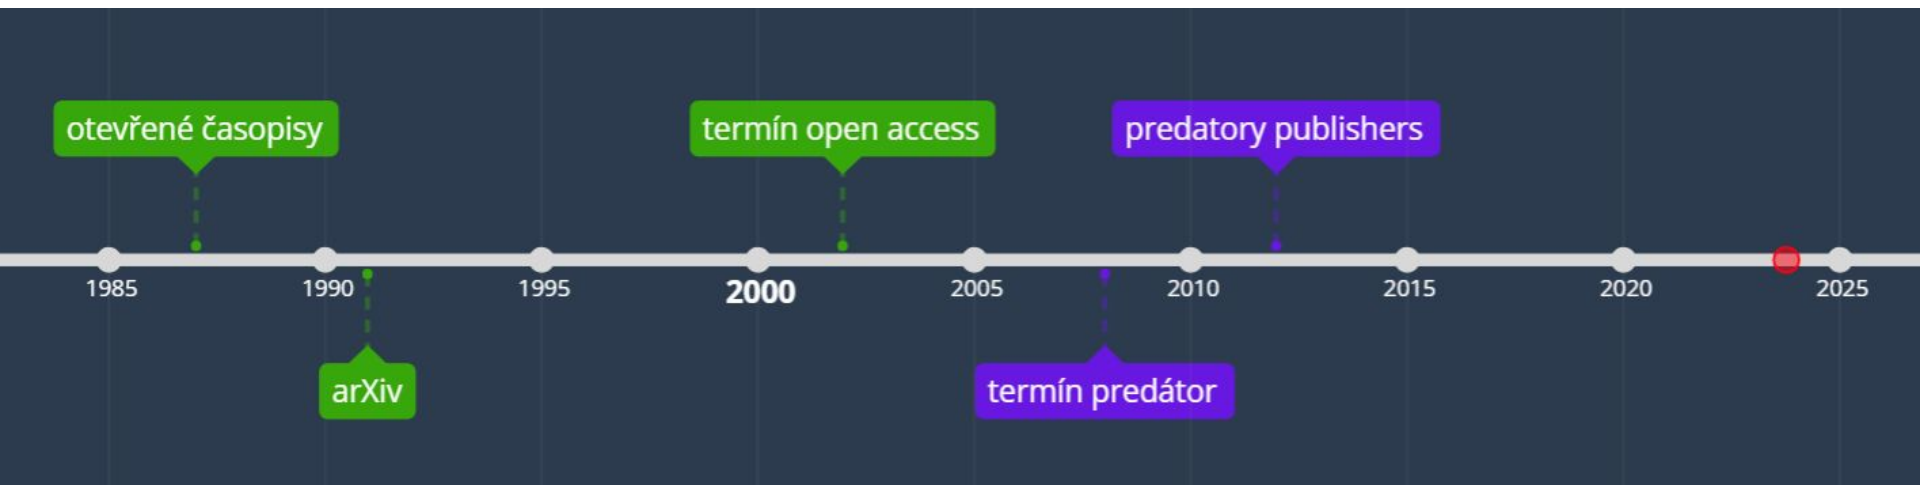 otevřené časopisy
termín open access
predatory publishers
1985
1990
1995
2000
2005
2010
2015
2020
2025
arXiv
termín predátor